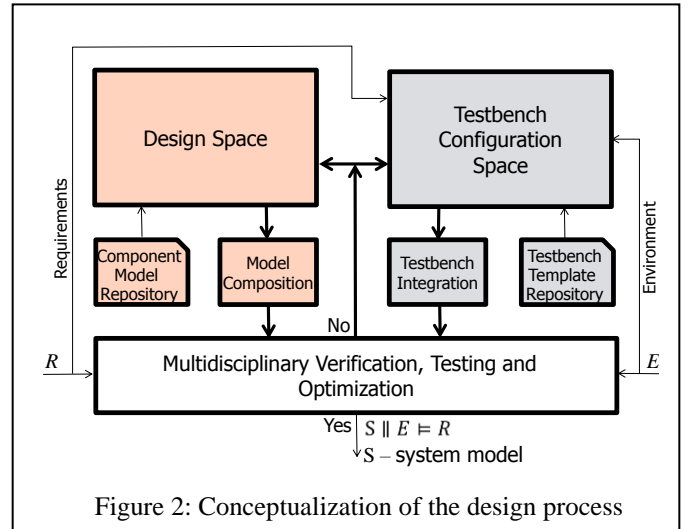 Requirements
Design Space
Testbench
Configuration
Space
Environment
Component
Model
Repository
Model
Composition
Testbench
Integration
Testbench
Template
Repository
No
R
Multidisciplinary Verification, Testing and
Optimization
E
Yes S ∥ E ⊨ R
S – system model
Figure 2: Conceptualization of the design process